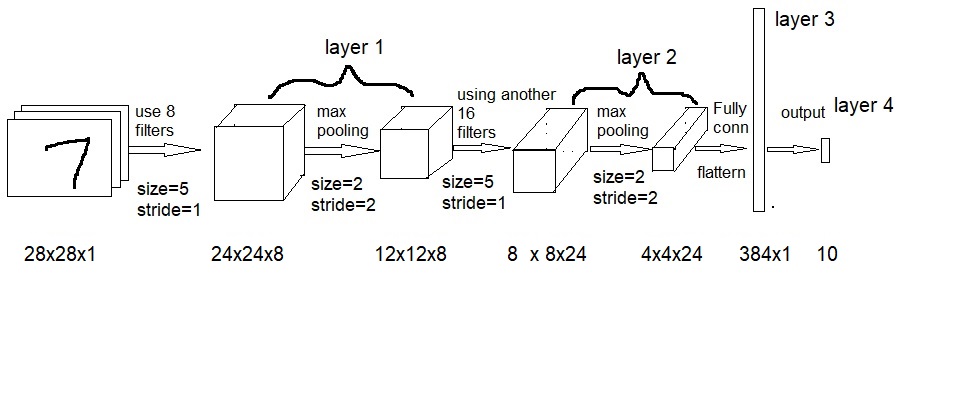 layer 1
layer 2
layer 3
layer 4
7
use 8
filters
size=5
stride=1
max
pooling
size=2
stride=2
using another
16
filters
size=5
stride=1
max
pooling
size=2
stride=2
Fully
conn
flattern
output
28x28x1
24x24x8
12x12x8
8 x 8x24
4x4x24
384x1
10